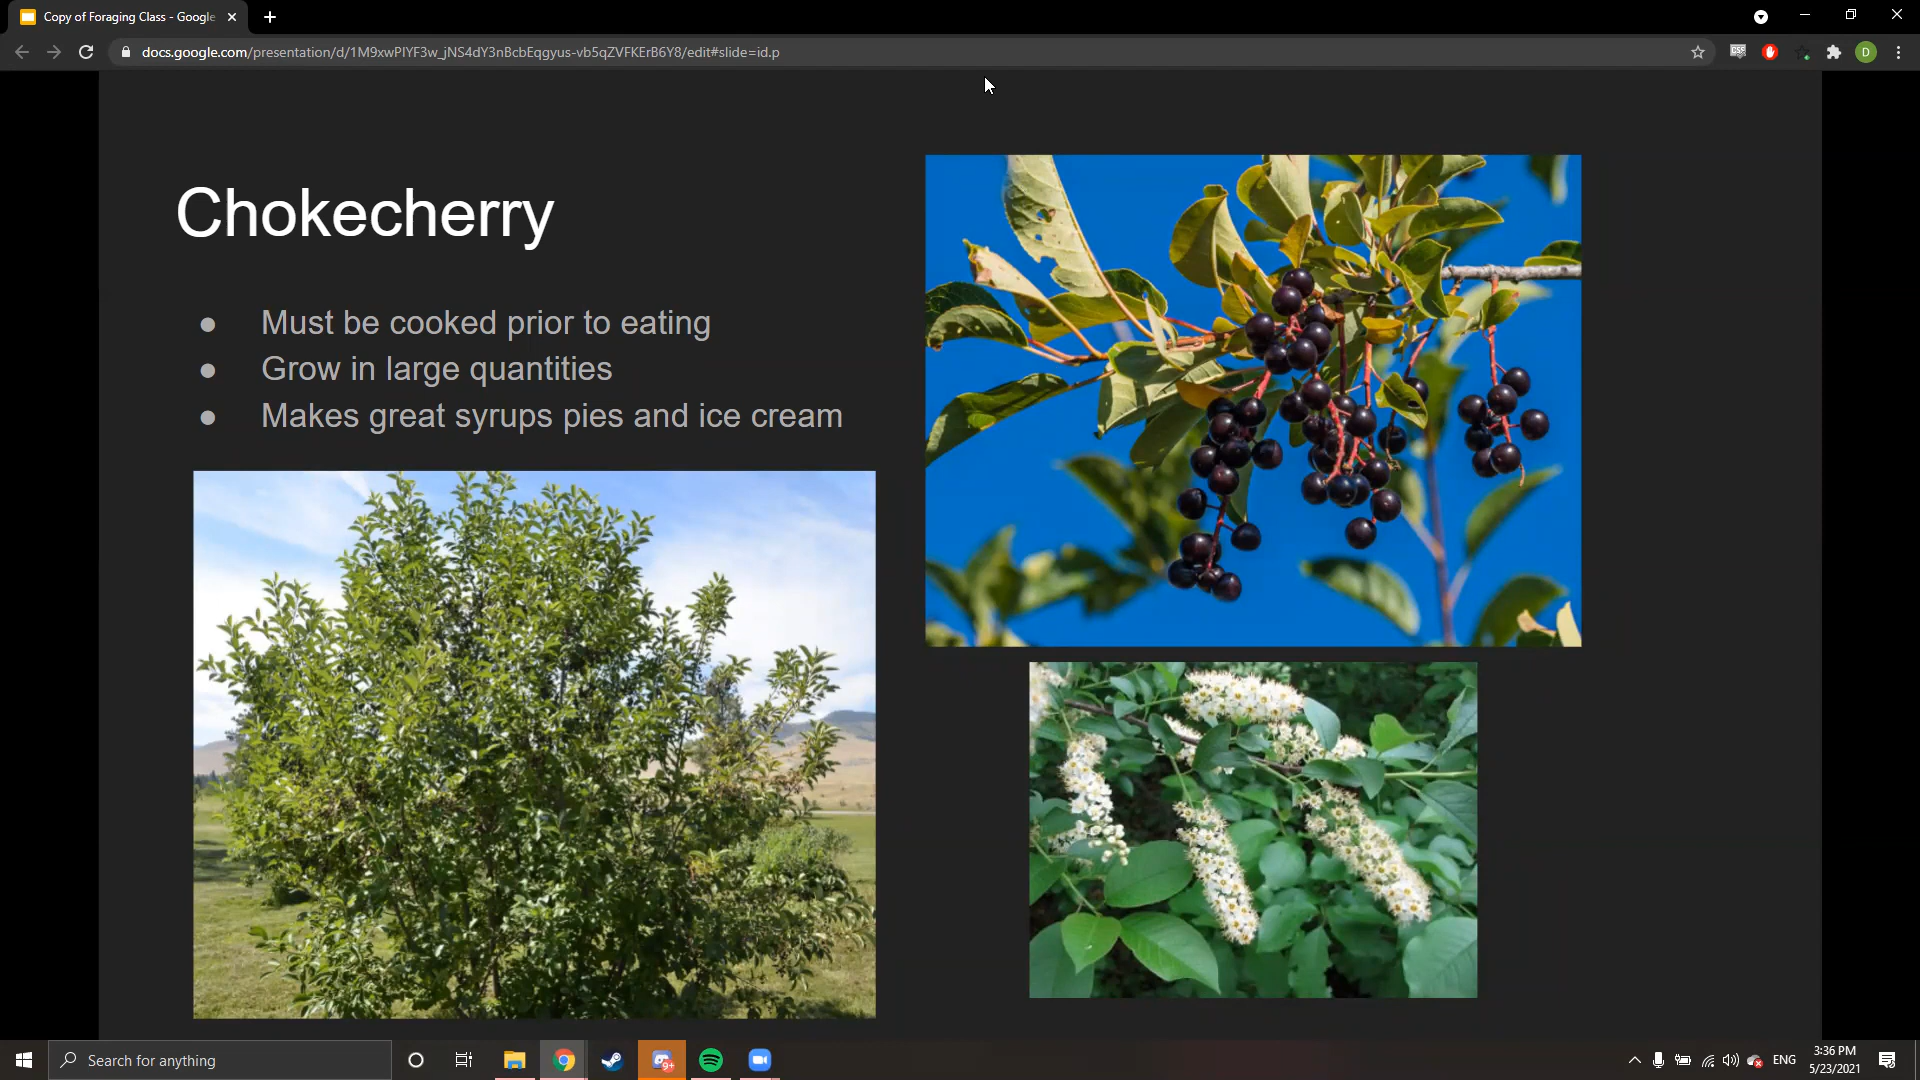 Copy of Foraging Class - Google
docs.google.com/presentation/d/1M9xwPIYF3w_jNS4dY3nBcbEqgyus-vb5qZVFKErB6Y8/edit#slide=id.p
D
Chokecherry
● Must be cooked prior to eating
● Grow in large quantities
● Makes great syrups pies and ice cream
Search for anything
9+
ENG
3:36 PM
5/23/2021